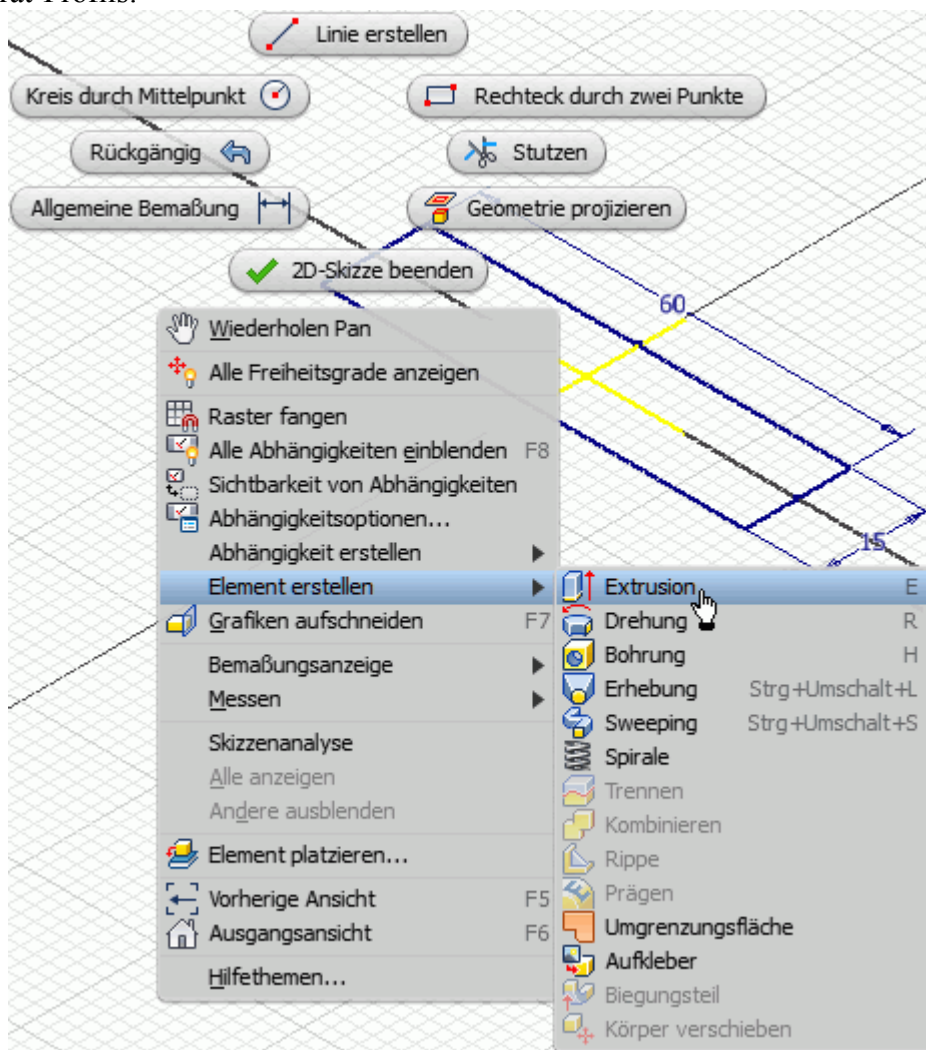 Linie erstellen
Kreis durch Mittelpunkt
Rechteck durch zwei Punkte
Rückgängig
Stutzen
Allgemeine Bemaßung
Geometrie projizieren
2D-Skizze beenden
60
15
Wiederholen Pan
Alle Freiheitsgrade anzeigen
Raster fangen
Alle Abhängigkeiten einblenden F8
Sichtbarkeit von Abhängigkeiten
Abhängigkeitsoptionen...
Abhängigkeit erstellen
Element erstellen
Grafiken aufschneiden F7
Bemaßungsanzeige
Messen
Skizzenanalyse
Alle anzeigen
Andere ausblenden
Element platzieren...
Vorherige Ansicht F5
Ausgangsansicht F6
Hilfethemen...
Extrusion E
Drehung R
Bohrung H
Erhebung Strg+Umschalt+L
Sweeping Strg+Umschalt+S
Spirale
Trennen
Kombinieren
Rippe
Prägen
Umgrenzungsfläche
Aufkleber
Biegungsteil
Körper verschieben